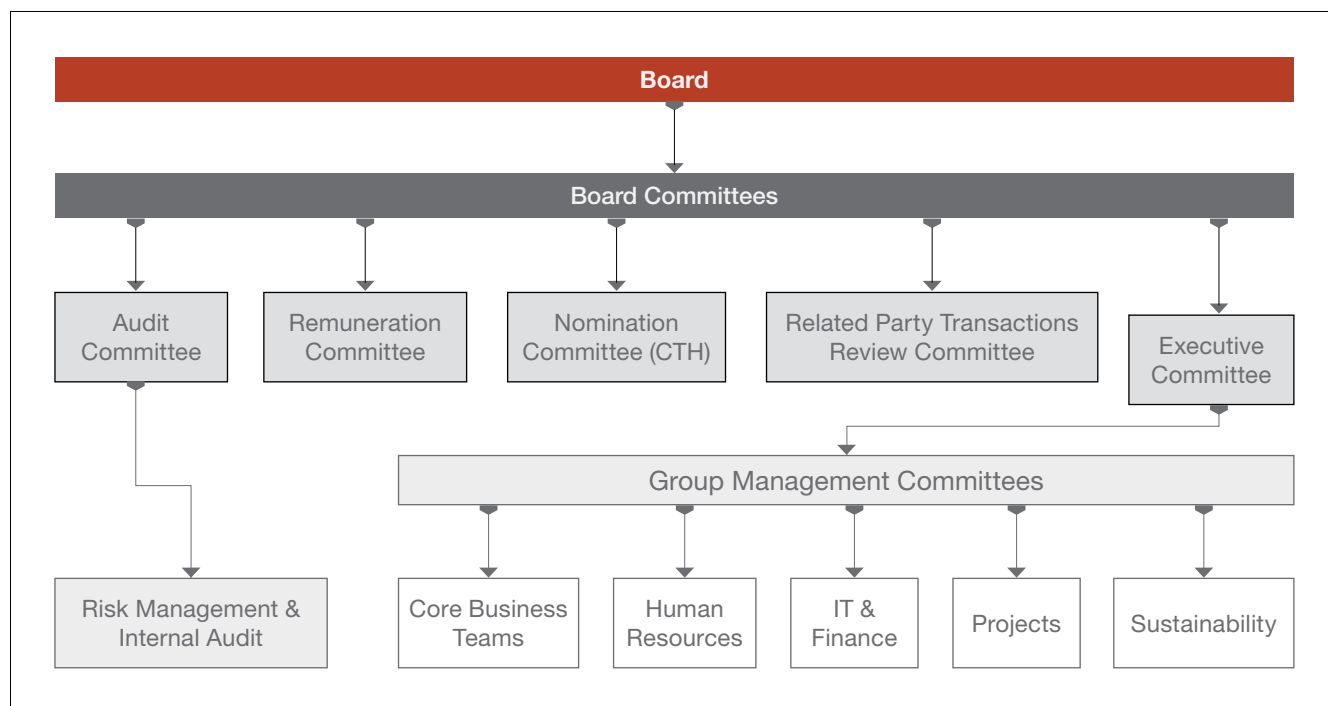 Board
Board Committees
Audit
Committee
Remuneration
Committee
Nomination
Committee (CTH)
Related Party Transactions
Review Committee
Executive
Committee
Group Management Committees
Risk Management &
Internal Audit
Core Business
Teams
Human
Resources
IT &
Finance
Projects
Sustainability